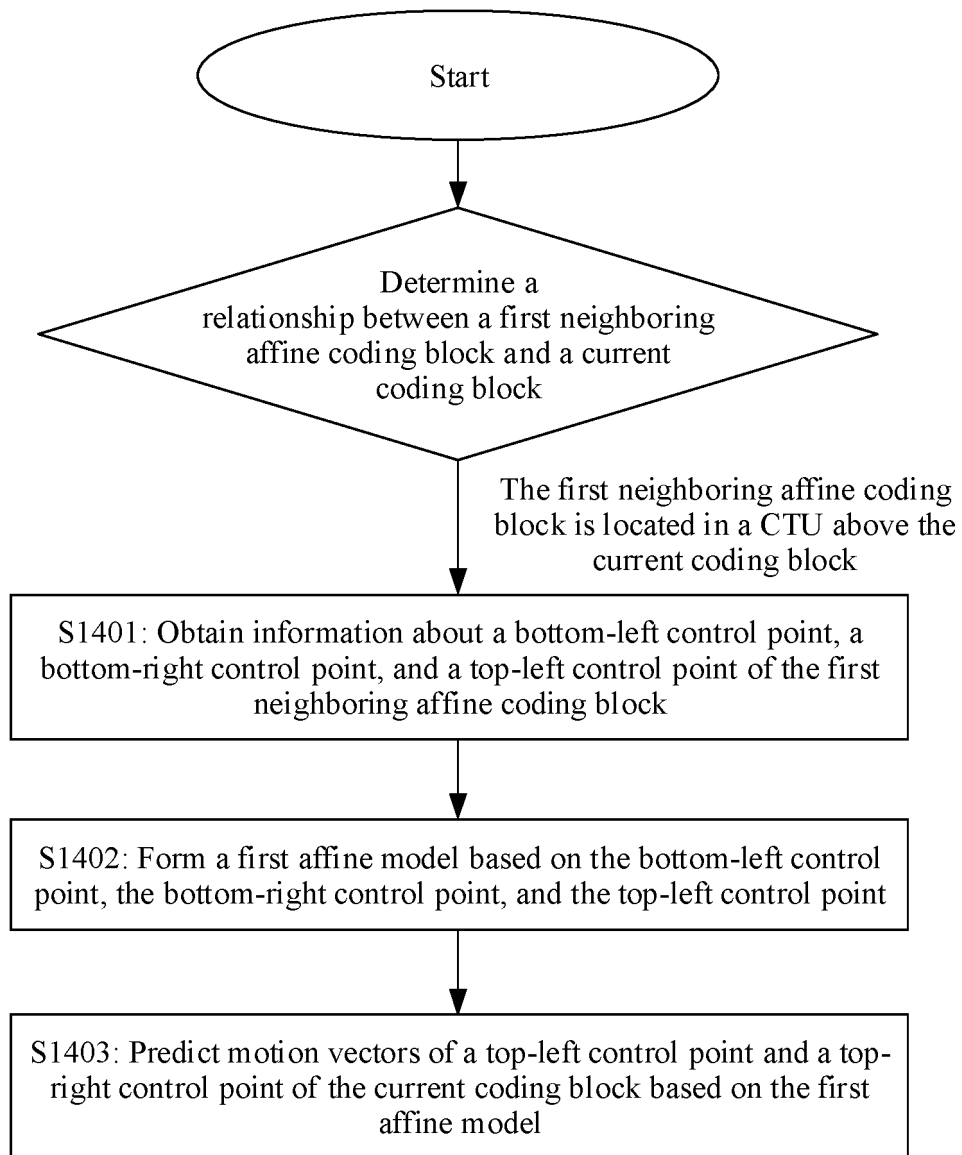 Start
Determine a
relationship between a first neighboring
affine coding block and a current
coding block
The first neighboring affine coding
block is located in a CTU above the
current coding block
S1401: Obtain information about a bottom-left control point, a
bottom-right control point, and a top-left control point of the first
neighboring affine coding block
S1402: Form a first affine model based on the bottom-left control
point, the bottom-right control point, and the top-left control point
S1403: Predict motion vectors of a top-left control point and a top-
right control point of the current coding block based on the first
affine model